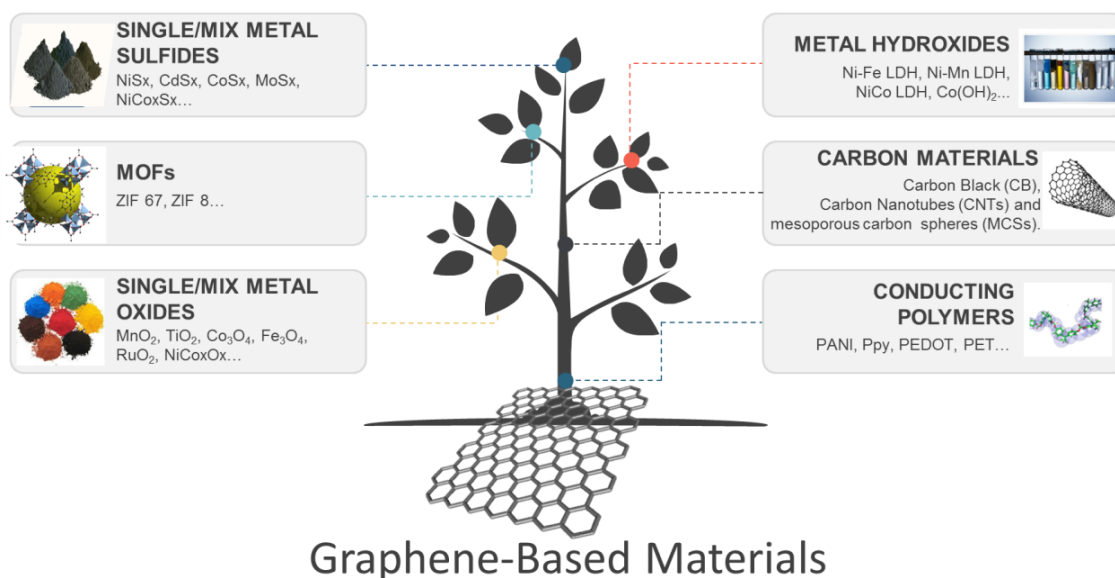 SINGLE/MIX METAL
SULFIDES
NiSx, CdSx, CoSx, MoSx,
NiCoxSx…
MOFs
ZIF 67, ZIF 8…
SINGLE/MIX METAL
OXIDES
MnO₂, TiO₂, Co₃O₄, Fe₃O₄,
RuO₂, NiCoxOx…
METAL HYDROXIDES
Ni-Fe LDH, Ni-Mn LDH,
NiCo LDH, Co(OH)₂...
CARBON MATERIALS
Carbon Black (CB),
Carbon Nanotubes (CNTs) and
mesoporous carbon spheres (MCSs).
CONDUCTING
POLYMERS
PANI, Ppy, PEDOT, PET…
Graphene-Based Materials